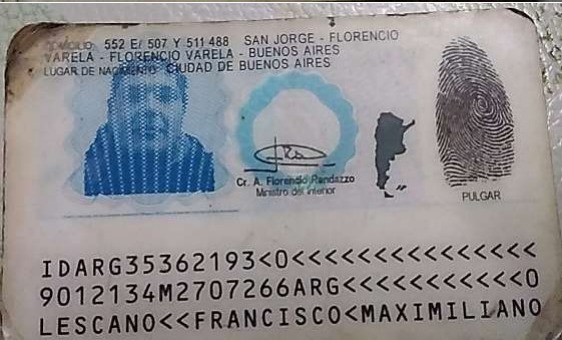 DOMICILIO: 552 E/ 507 Y 511 488 SAN JORGE - FLORENCIO
VARELA - FLORENCIO VARELA - BUENOS AIRES
LUGAR DE NACIMIENTO: CIUDAD DE BUENOS AIRES
Cr. A. Florencio Randazzo
Ministro del Interior
PULGAR
IDARG35362193<0<<<<<<<<<<<<<<<
9012134M2707266ARG<<<<<<<<<<<0
LESCANO<<FRANCISCO<MAXIMILIANO